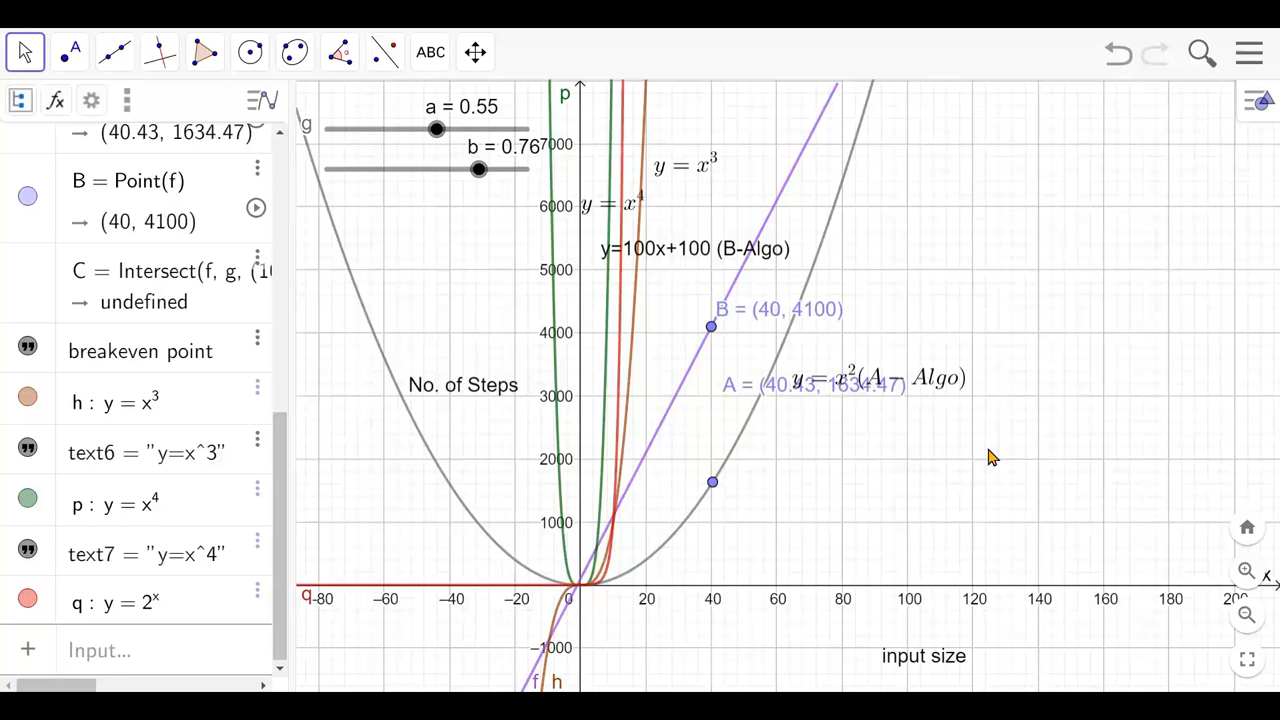 ABC
→ (40.43, 1634.47)
B = Point(f)
→ (40, 4100)
C = Intersect(f, g, (10
→ undefined
breakeven point
h : y = x³
text6 = "y=x^3"
p : y = x⁴
text7 = "y=x^4"
q : y = 2ˣ
+ Input...
a = 0.55
g
b = 0.76
p
7000
y = x³
6000
y = x⁴
y=100x+100 (B-Algo)
5000
B = (40, 4100)
4000
y = x²(A − Algo)
No. of Steps
A = (40.43, 1634.47)
3000
2000
1000
x
q
-80 -60 -40 -20 0 20 40 60 80 100 120 140 160 180 200
-1000
input size
f h